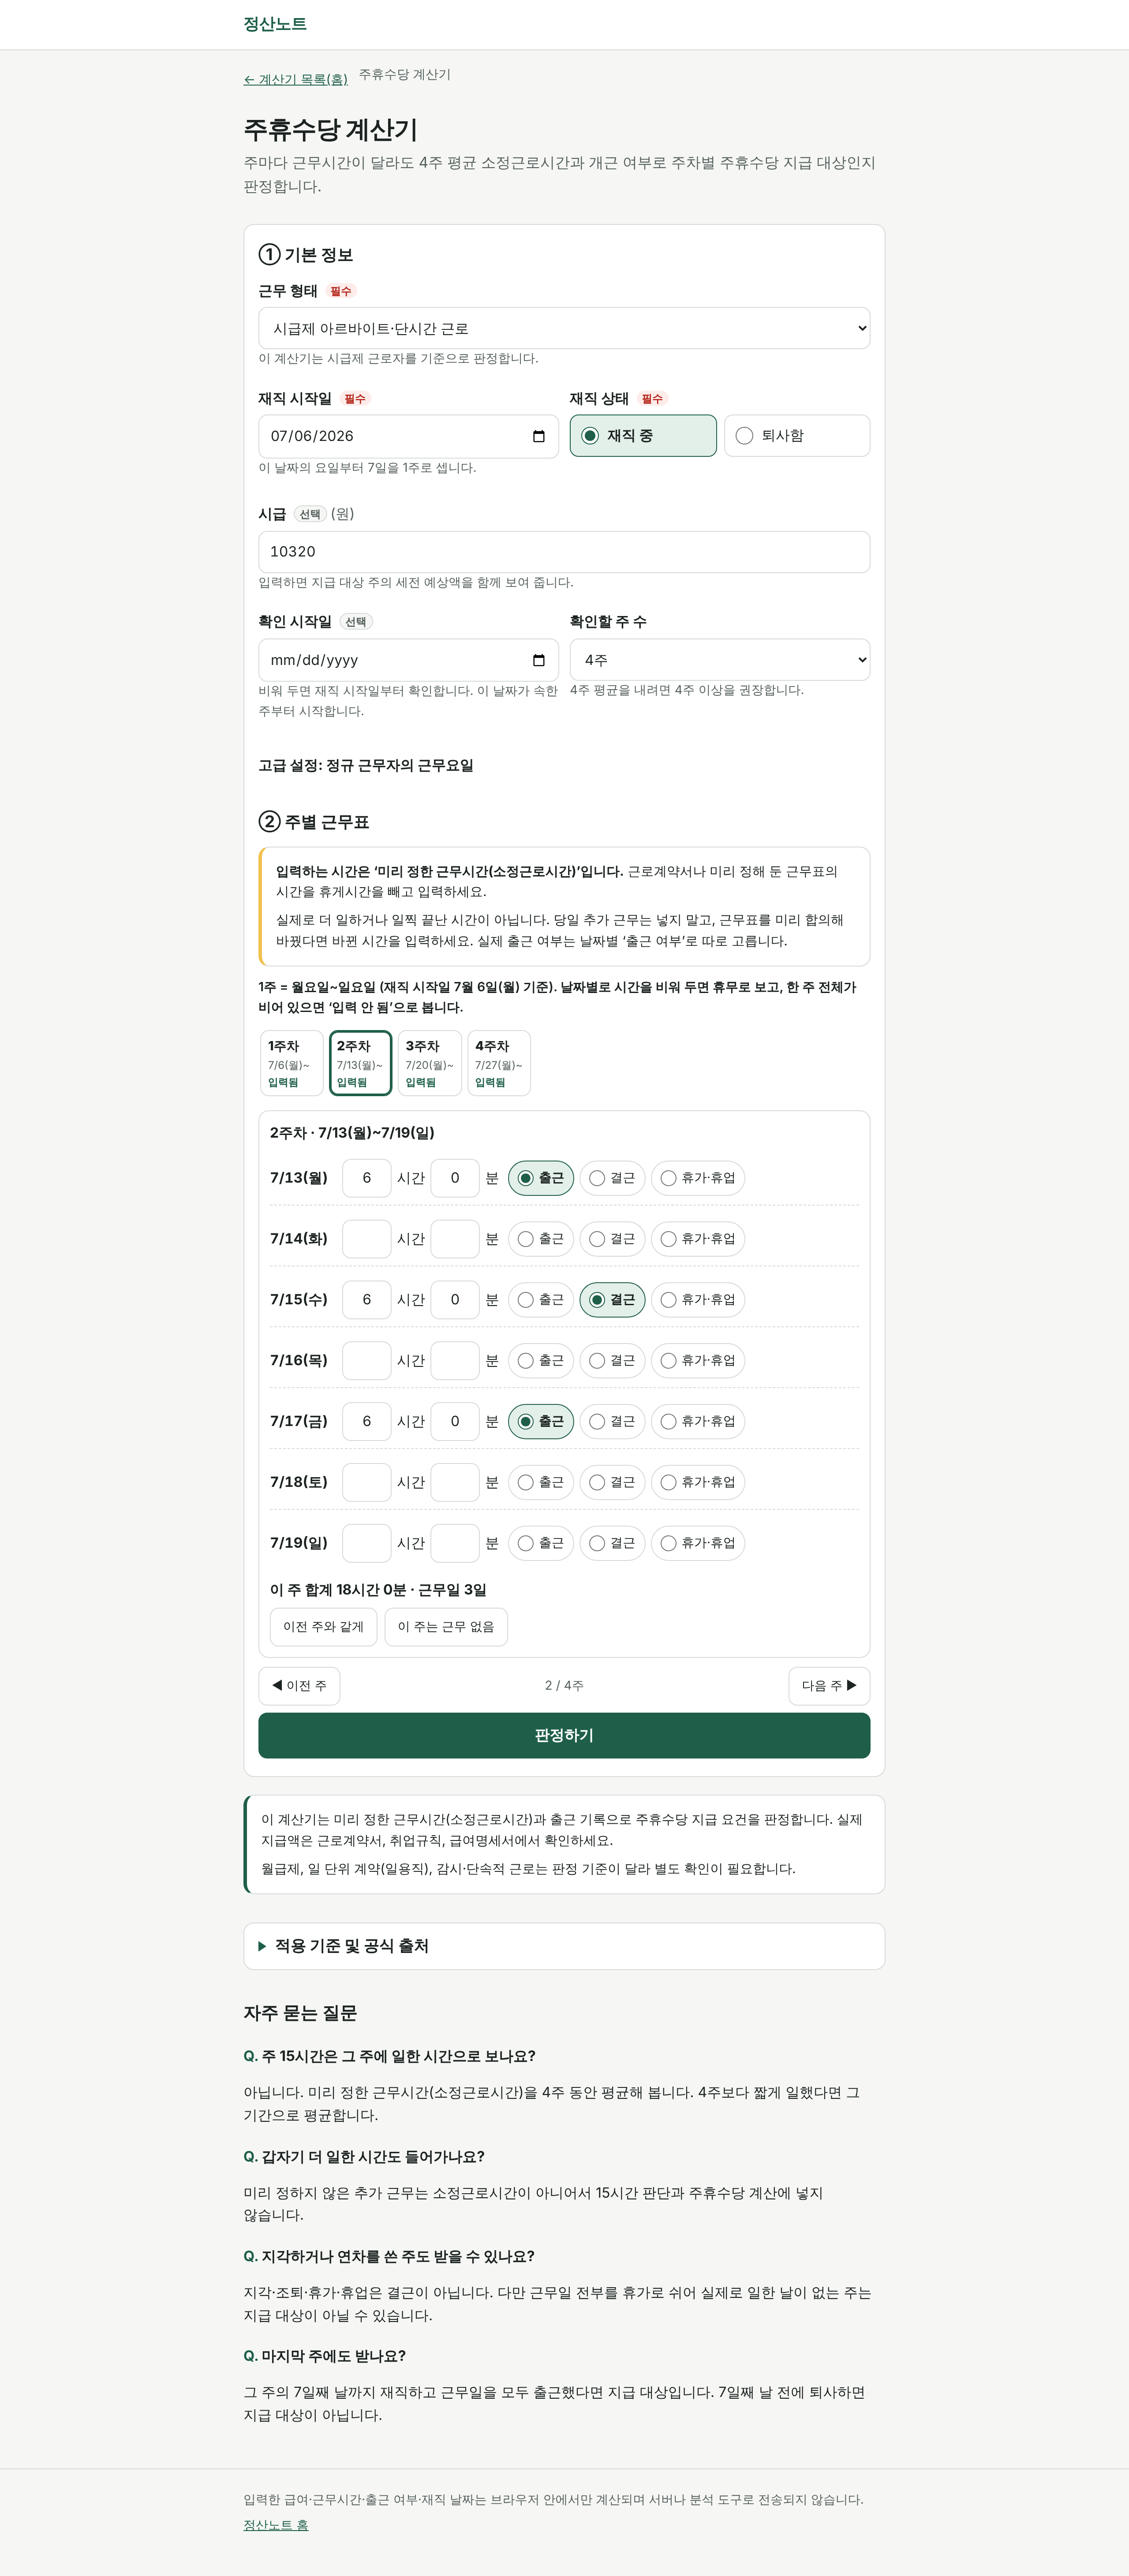 정산노트
← 계산기 목록(홈) 주휴수당 계산기
주휴수당 계산기
주마다 근무시간이 달라도 4주 평균 소정근로시간과 개근 여부로 주차별 주휴수당 지급 대상인지
판정합니다.
① 기본 정보
근무 형태 필수
시급제 아르바이트·단시간 근로
이 계산기는 시급제 근로자를 기준으로 판정합니다.
재직 시작일 필수 재직 상태 필수
07/06/2026 재직 중 퇴사함
이 날짜의 요일부터 7일을 1주로 셉니다.
시급 선택 (원)
10320
입력하면 지급 대상 주의 세전 예상액을 함께 보여 줍니다.
확인 시작일 선택 확인할 주 수
mm/dd/yyyy 4주
비워 두면 재직 시작일부터 확인합니다. 이 날짜가 속한
주부터 시작합니다.
4주 평균을 내려면 4주 이상을 권장합니다.
고급 설정: 정규 근무자의 근무요일
② 주별 근무표
입력하는 시간은 ‘미리 정한 근무시간(소정근로시간)’입니다. 근로계약서나 미리 정해 둔 근무표의
시간을 휴게시간을 빼고 입력하세요.
실제로 더 일하거나 일찍 끝난 시간이 아닙니다. 당일 추가 근무는 넣지 말고, 근무표를 미리 합의해
바꿨다면 바뀐 시간을 입력하세요. 실제 출근 여부는 날짜별 ‘출근 여부’로 따로 고릅니다.
1주 = 월요일~일요일 (재직 시작일 7월 6일(월) 기준). 날짜별로 시간을 비워 두면 휴무로 보고, 한 주 전체가
비어 있으면 ‘입력 안 됨’으로 봅니다.
1주차 2주차 3주차 4주차
7/6(월)~ 7/13(월)~ 7/20(월)~ 7/27(월)~
입력됨 입력됨 입력됨 입력됨
2주차 · 7/13(월)~7/19(일)
7/13(월) 6 시간 0 분 출근 결근 휴가·휴업
7/14(화) 시간 분 출근 결근 휴가·휴업
7/15(수) 6 시간 0 분 출근 결근 휴가·휴업
7/16(목) 시간 분 출근 결근 휴가·휴업
7/17(금) 6 시간 0 분 출근 결근 휴가·휴업
7/18(토) 시간 분 출근 결근 휴가·휴업
7/19(일) 시간 분 출근 결근 휴가·휴업
이 주 합계 18시간 0분 · 근무일 3일
이전 주와 같게 이 주는 근무 없음
◀ 이전 주 2 / 4주 다음 주 ▶
판정하기
이 계산기는 미리 정한 근무시간(소정근로시간)과 출근 기록으로 주휴수당 지급 요건을 판정합니다. 실제
지급액은 근로계약서, 취업규칙, 급여명세서에서 확인하세요.
월급제, 일 단위 계약(일용직), 감시·단속적 근로는 판정 기준이 달라 별도 확인이 필요합니다.
▶ 적용 기준 및 공식 출처
자주 묻는 질문
Q. 주 15시간은 그 주에 일한 시간으로 보나요?
아닙니다. 미리 정한 근무시간(소정근로시간)을 4주 동안 평균해 봅니다. 4주보다 짧게 일했다면 그
기간으로 평균합니다.
Q. 갑자기 더 일한 시간도 들어가나요?
미리 정하지 않은 추가 근무는 소정근로시간이 아니어서 15시간 판단과 주휴수당 계산에 넣지
않습니다.
Q. 지각하거나 연차를 쓴 주도 받을 수 있나요?
지각·조퇴·휴가·휴업은 결근이 아닙니다. 다만 근무일 전부를 휴가로 쉬어 실제로 일한 날이 없는 주는
지급 대상이 아닐 수 있습니다.
Q. 마지막 주에도 받나요?
그 주의 7일째 날까지 재직하고 근무일을 모두 출근했다면 지급 대상입니다. 7일째 날 전에 퇴사하면
지급 대상이 아닙니다.
입력한 급여·근무시간·출근 여부·재직 날짜는 브라우저 안에서만 계산되며 서버나 분석 도구로 전송되지 않습니다.
정산노트 홈